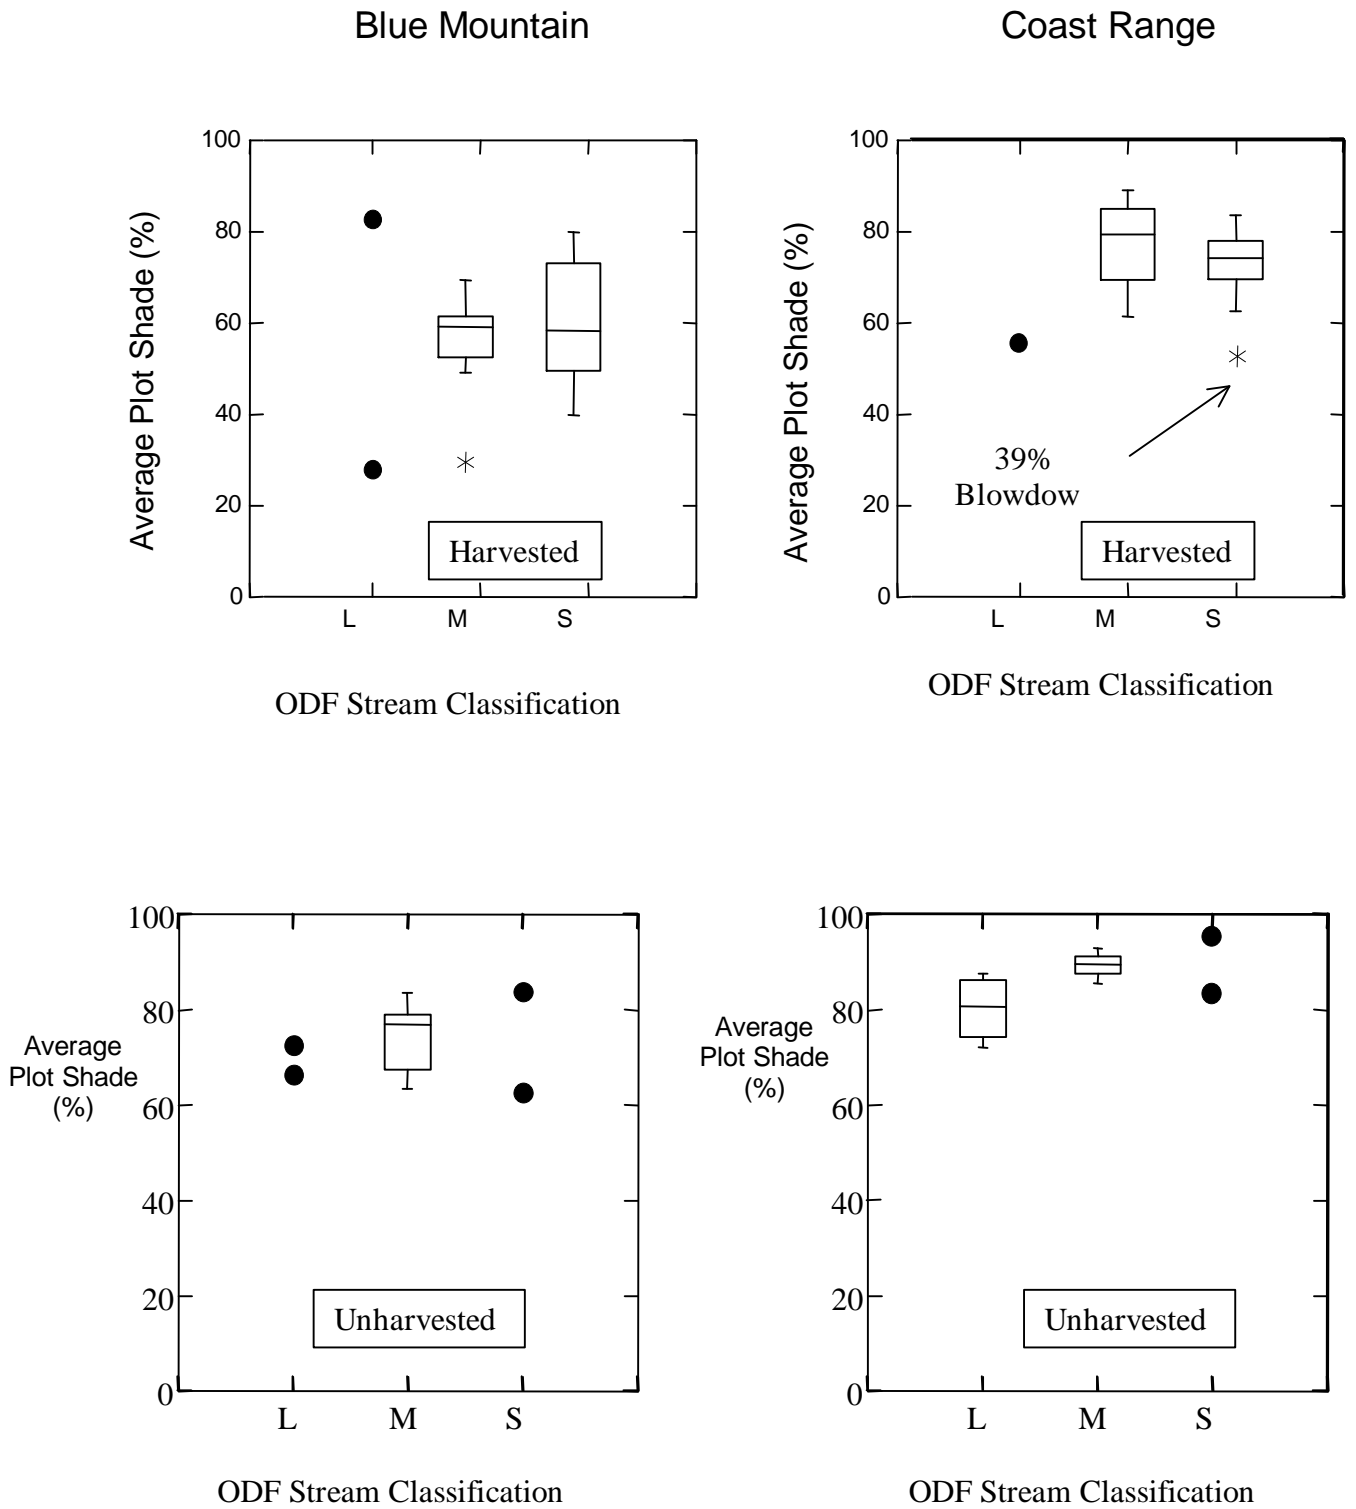 Blue Mountain
Coast Range
100
80
60
40
20
0
Average Plot Shade (%)
Harvested
L M S
ODF Stream Classification
100
80
60
40
20
0
Average Plot Shade (%)
39%
Blowdow
Harvested
L M S
ODF Stream Classification
100
80
60
40
20
0
Average
Plot Shade
(%)
Unharvested
L M S
ODF Stream Classification
100
80
60
40
20
0
Average
Plot Shade
(%)
Unharvested
L M S
ODF Stream Classification